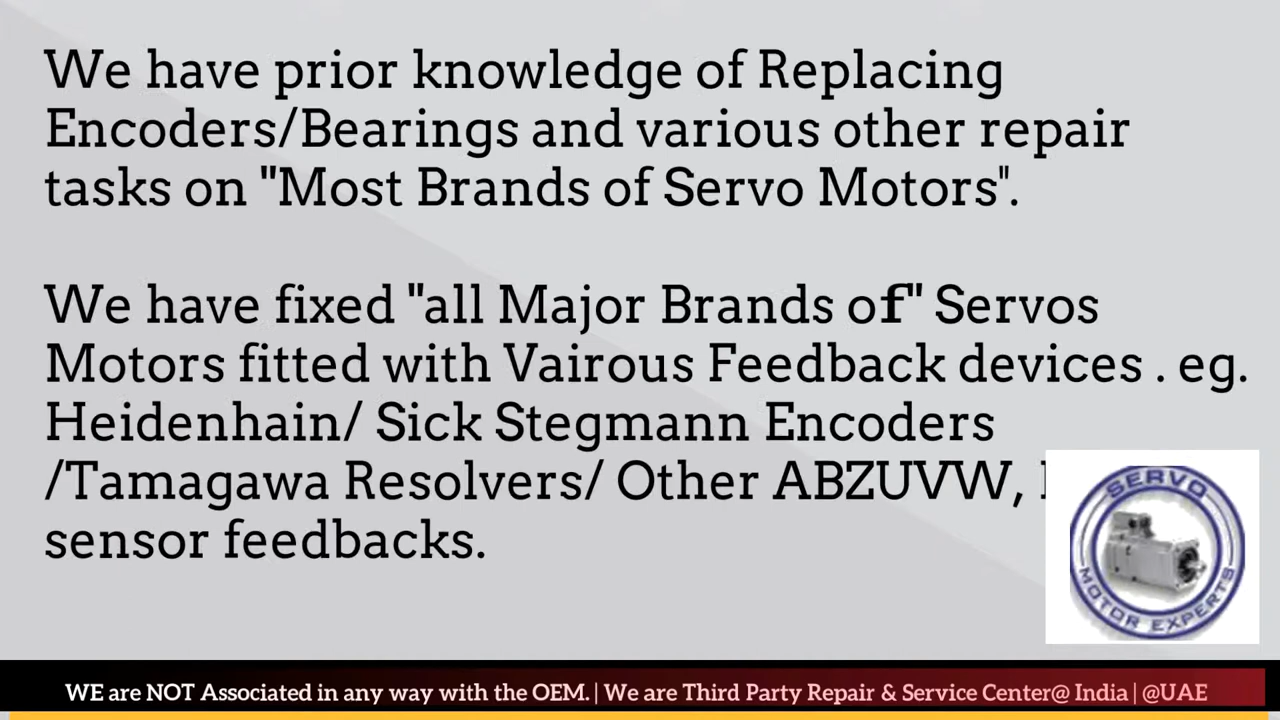 We have prior knowledge of Replacing
Encoders/Bearings and various other repair
tasks on "Most Brands of Servo Motors".
We have fixed "all Major Brands of" Servos
Motors fitted with Vairous Feedback devices . eg.
Heidenhain/ Sick Stegmann Encoders
/Tamagawa Resolvers/ Other ABZUVW,
sensor feedbacks.
SERVO
MOTOR EXPERTS
WE are NOT Associated in any way with the OEM. | We are Third Party Repair & Service Center@ India | @UAE